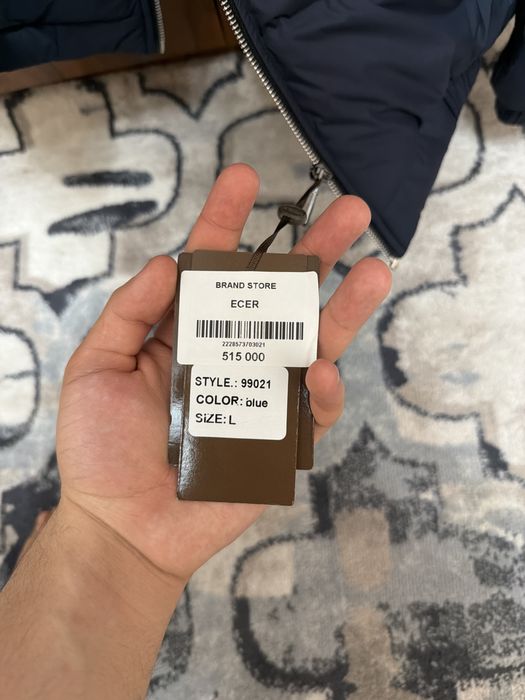 BRAND STORE
ECER
2228573703021
515 000
STYLE.: 99021
COLOR: blue
SIZE: L